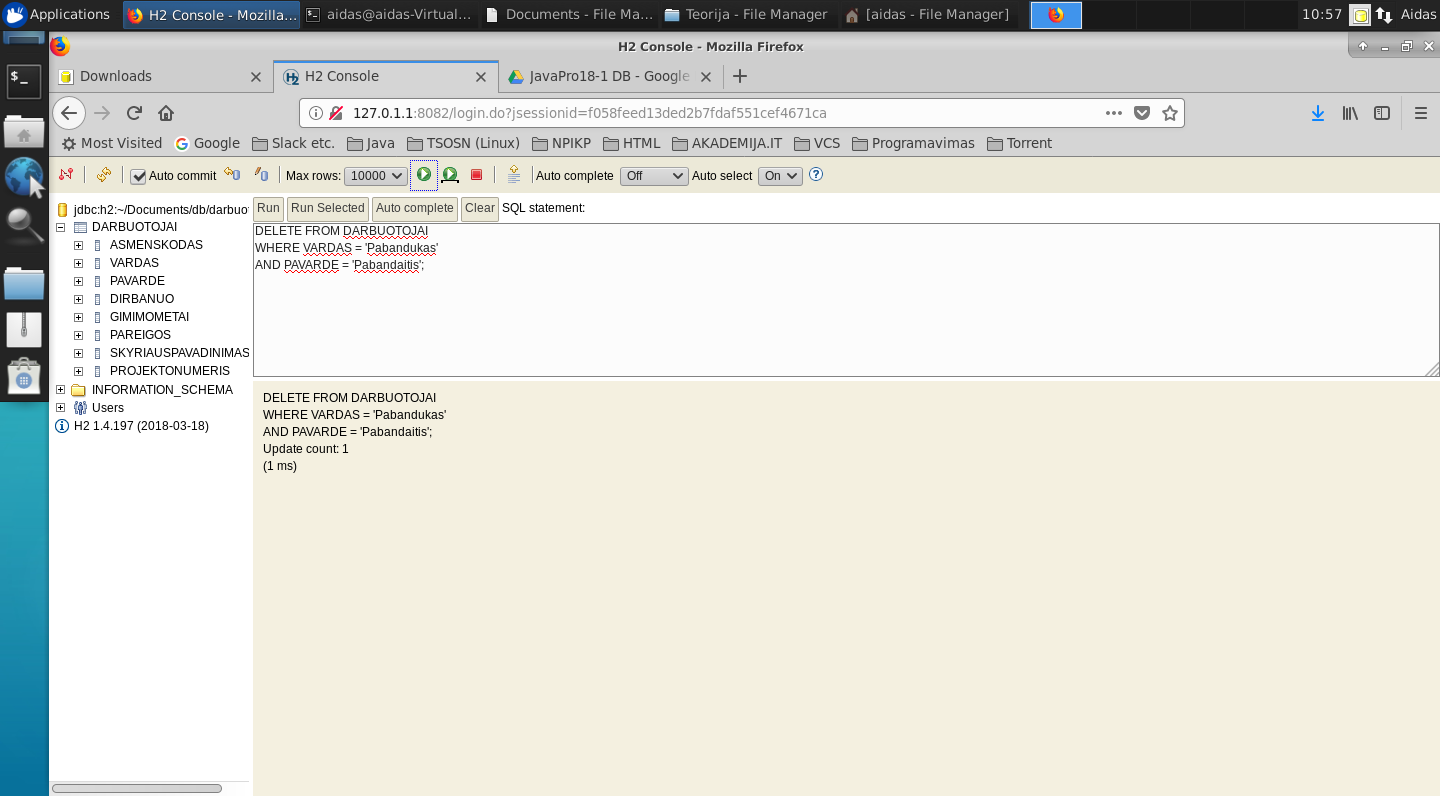 Applications
H2 Console - Mozilla...
aidas@aidas-Virtual...
Documents - File Ma...
Teorija - File Manager
[aidas - File Manager]
10:57
Aidas
H2 Console - Mozilla Firefox
Downloads
H2 Console
JavaPro18-1 DB - Google
127.0.1.1:8082/login.do?jsessionid=f058feed13ded2b7fdaf551cef4671ca
Most Visited
Google
Slack etc.
Java
TSOSN (Linux)
NPIKP
HTML
AKADEMIJA.IT
VCS
Programavimas
Torrent
Auto commit
Max rows: 10000
Auto complete Off
Auto select On
jdbc:h2:~/Documents/db/darbuot
DARBUOTOJAI
ASMENSKODAS
VARDAS
PAVARDE
DIRBANUO
GIMIMOMETAI
PAREIGOS
SKYRIAUSPAVADINIMAS
PROJEKTONUMERIS
INFORMATION_SCHEMA
Users
H2 1.4.197 (2018-03-18)
Run Run Selected Auto complete Clear SQL statement:
DELETE FROM DARBUOTOJAI
WHERE VARDAS = 'Pabandukas'
AND PAVARDE = 'Pabandaitis';
DELETE FROM DARBUOTOJAI
WHERE VARDAS = 'Pabandukas'
AND PAVARDE = 'Pabandaitis';
Update count: 1
(1 ms)